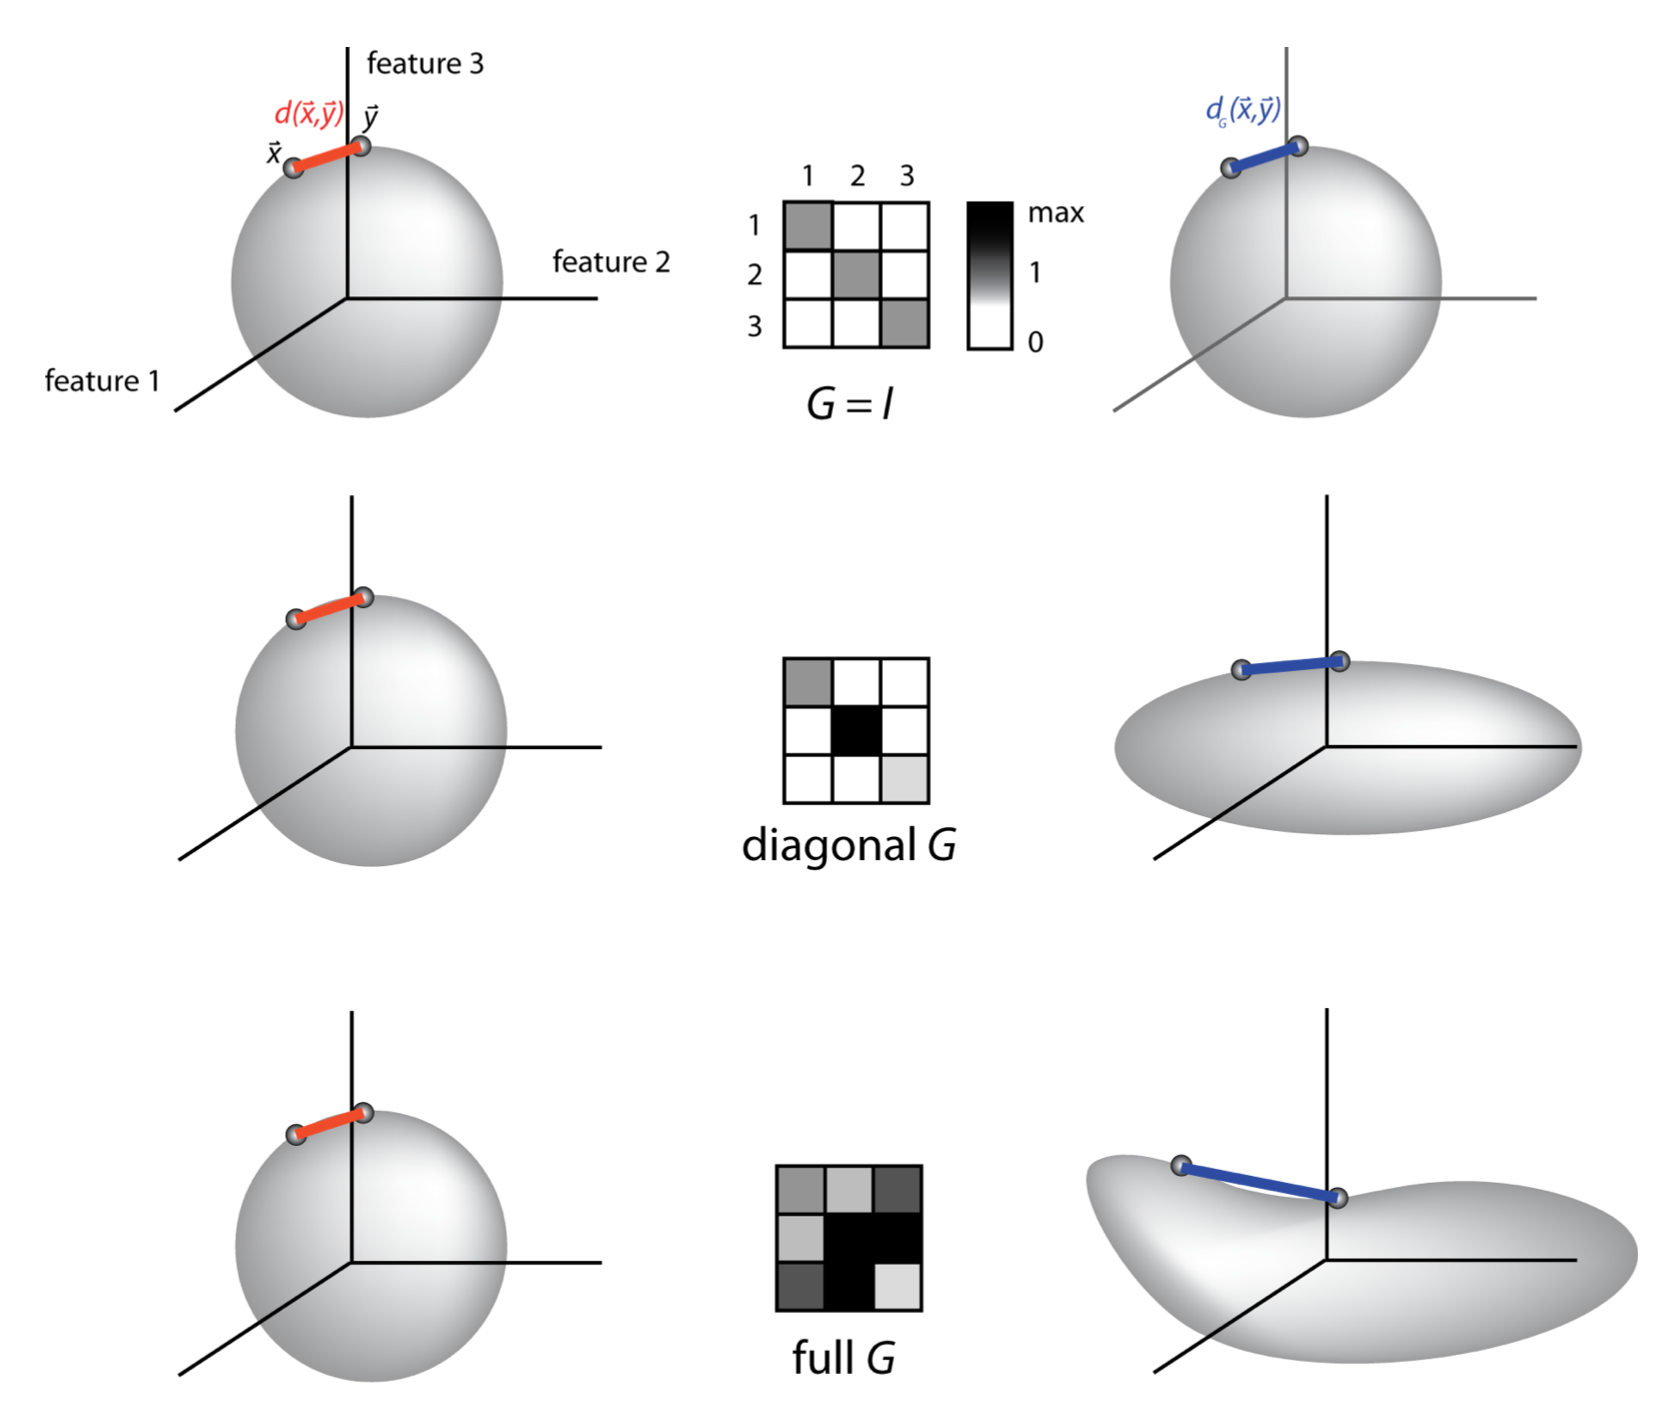 feature 3
d(x⃗,y⃗)
y⃗
x⃗
feature 2
feature 1
1 2 3
1
2
3
max
1
0
G = I
d_G(x⃗,y⃗)
diagonal G
full G